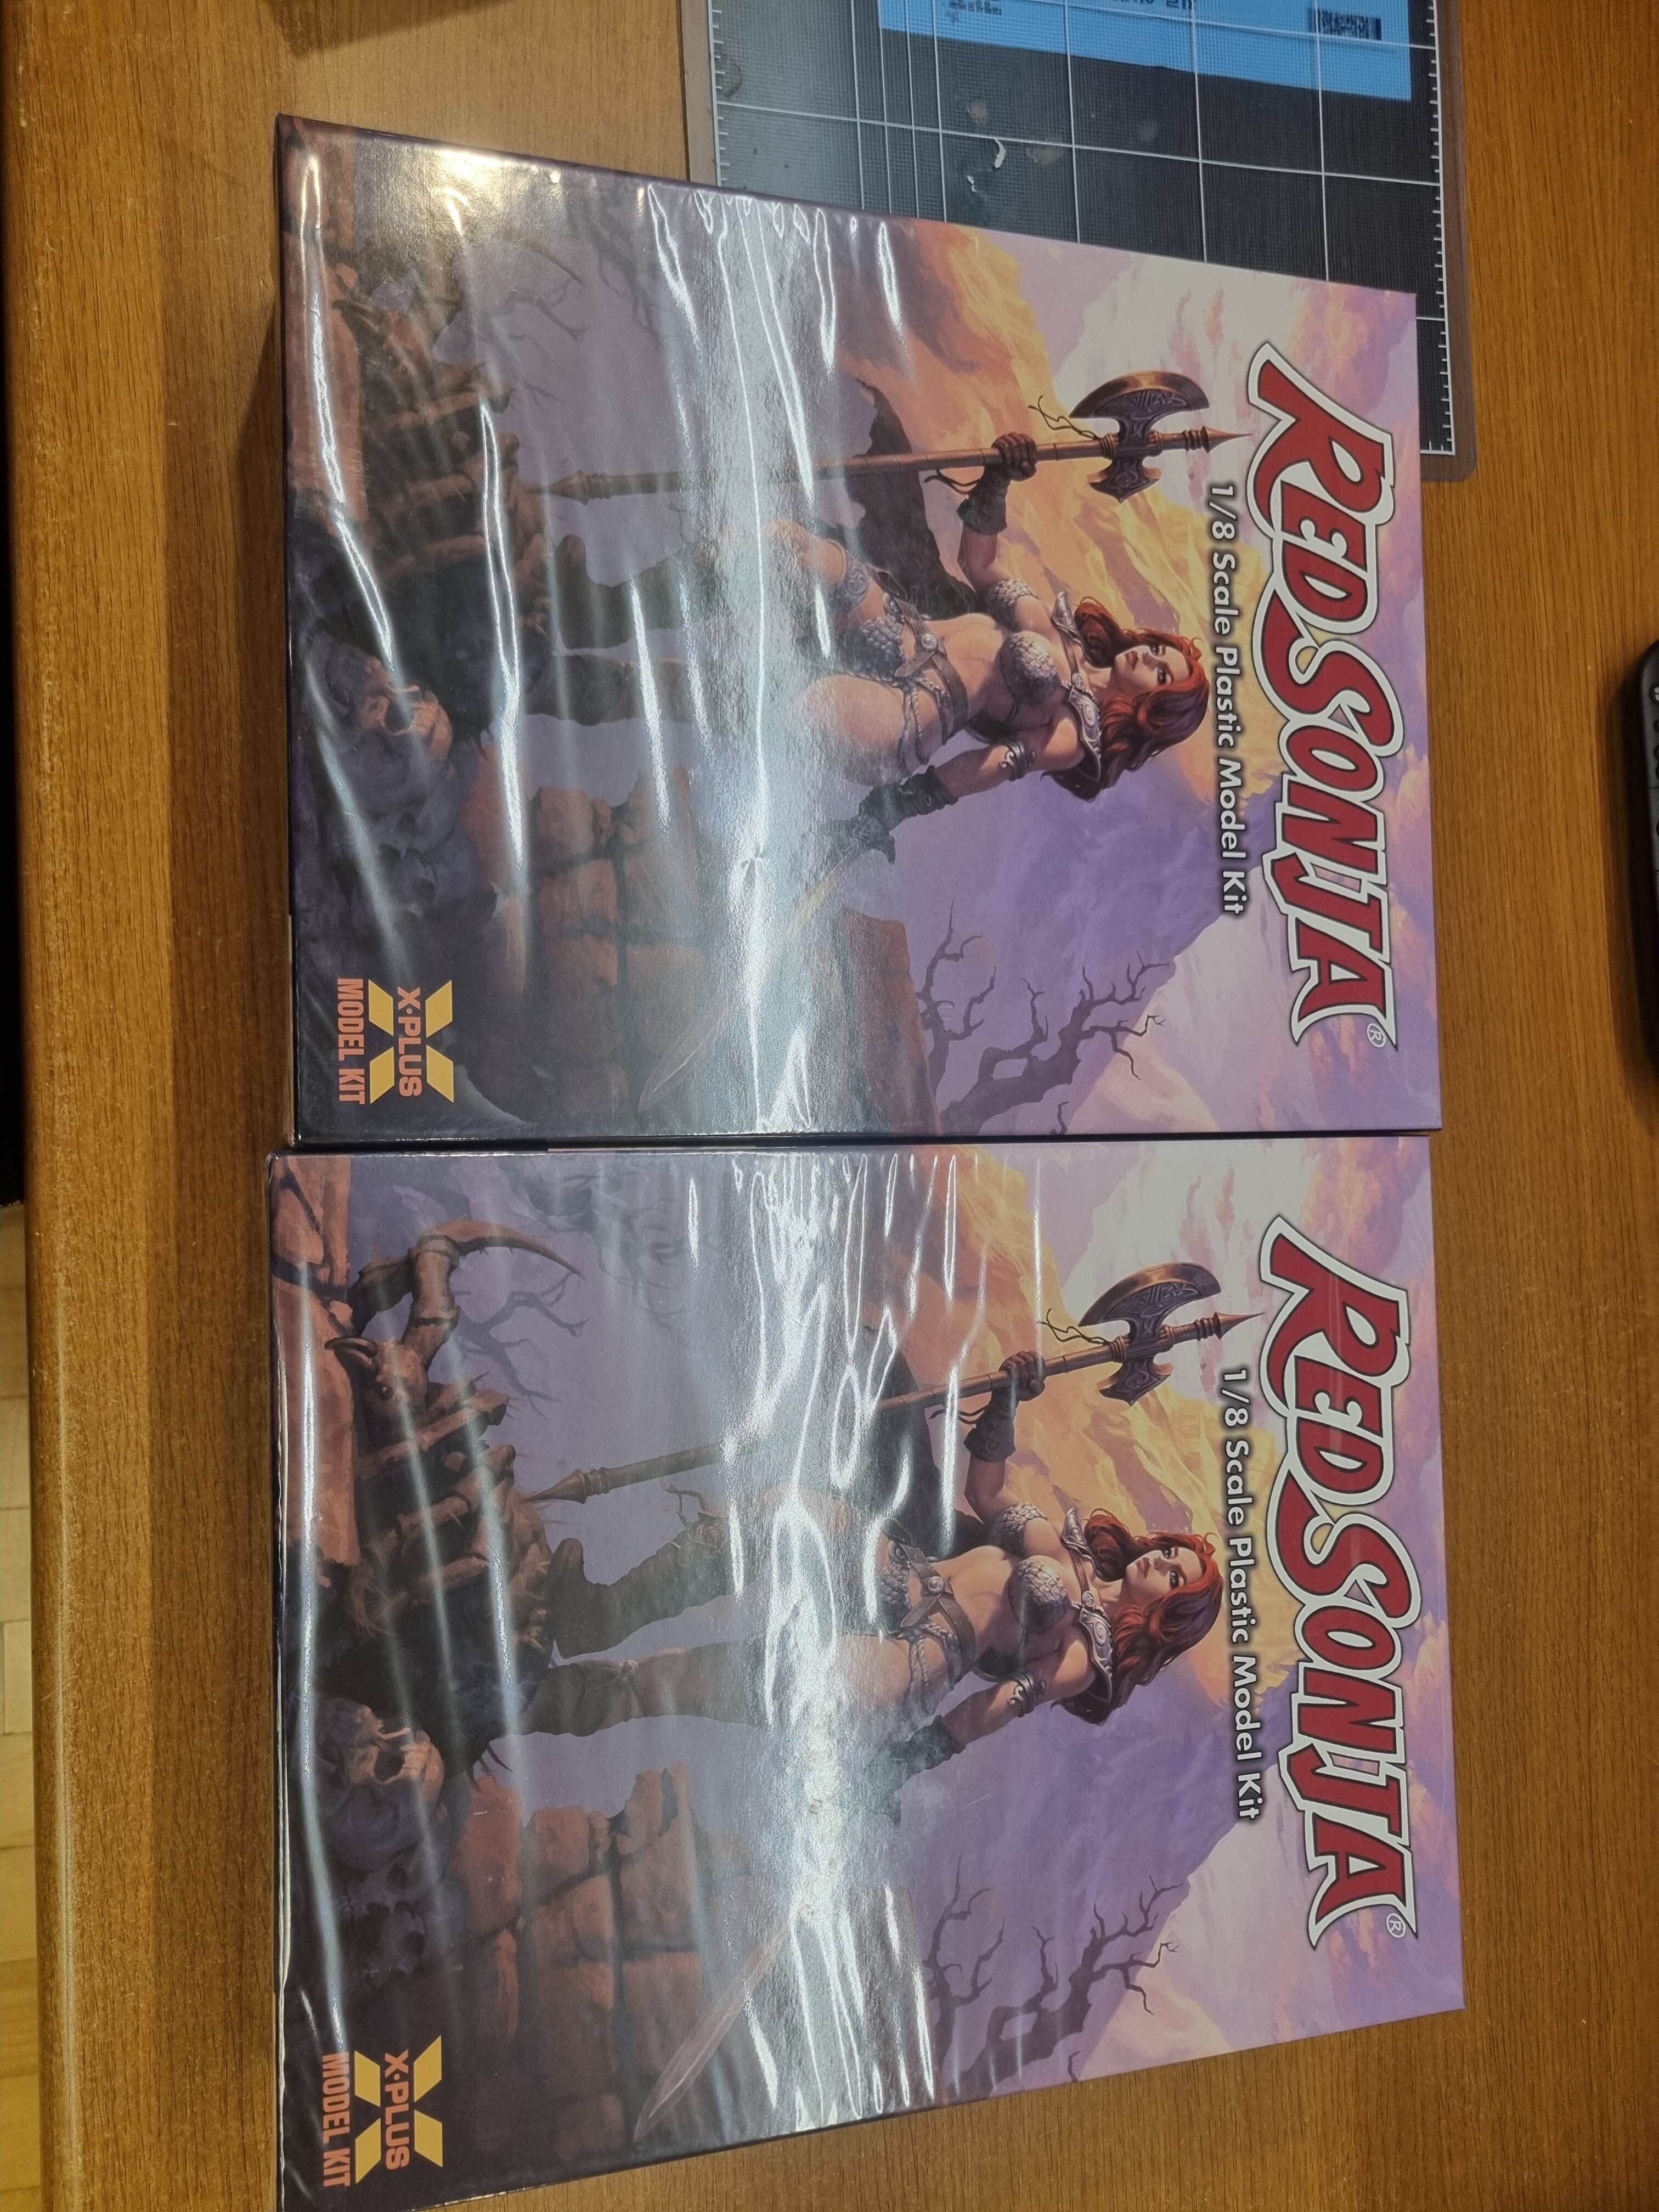 RED SONJA®
1/8 Scale Plastic Model Kit
X·PLUS
MODEL KIT
RED SONJA®
1/8 Scale Plastic Model Kit
X·PLUS
MODEL KIT